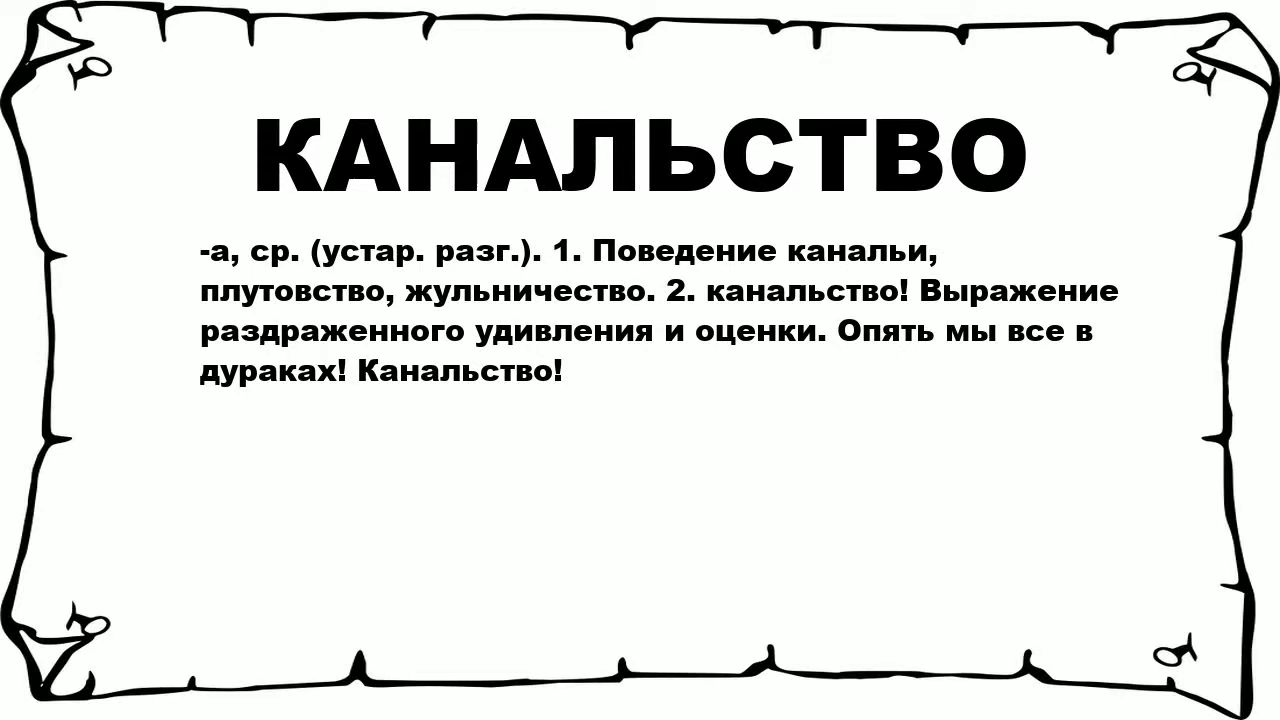 КАНАЛЬСТВО
-а, ср. (устар. разг.). 1. Поведение канальи,
плутовство, жульничество. 2. канальство! Выражение
раздраженного удивления и оценки. Опять мы все в
дураках! Канальство!